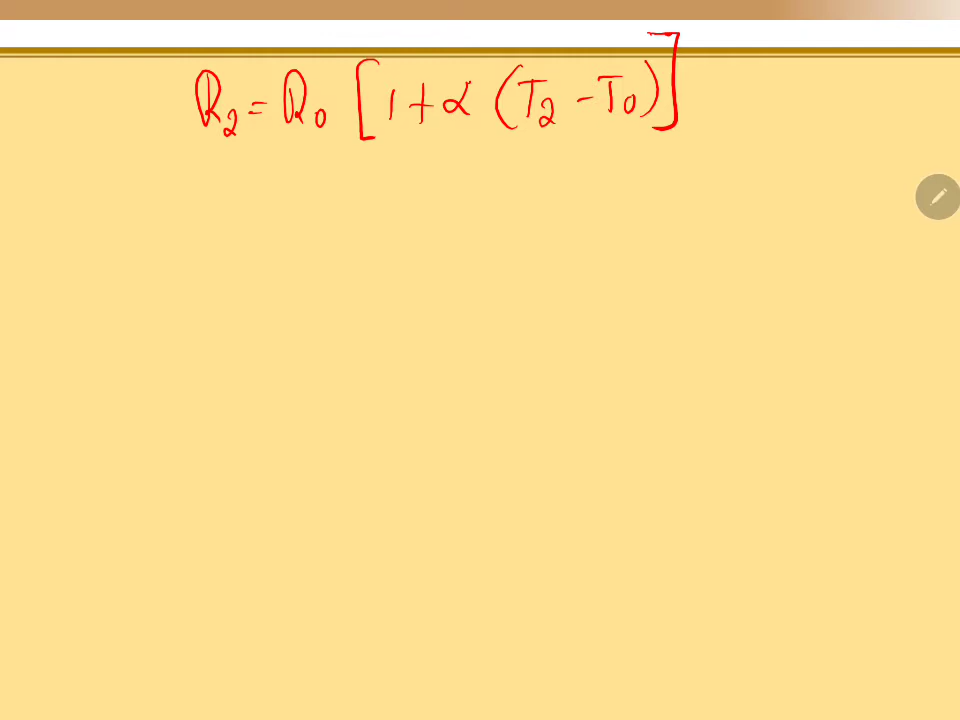 R₂ = R₀ [1 + α (T₂ - T₀)]